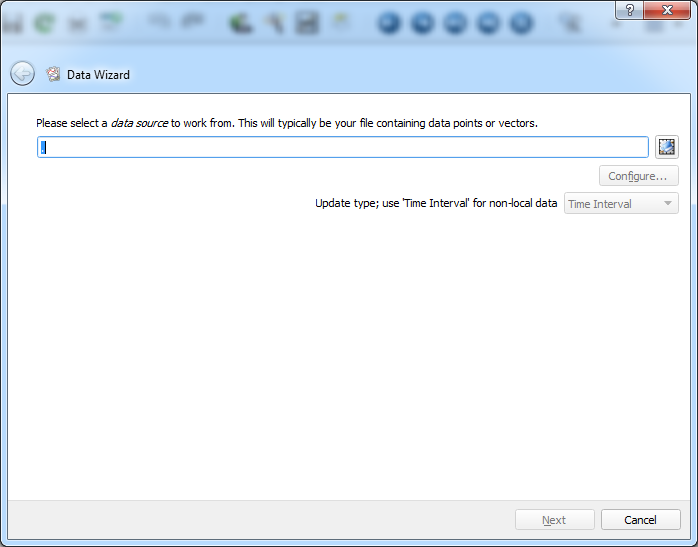 ?
Data Wizard
Please select a data source to work from. This will typically be your file containing data points or vectors.
.
Configure...
Update type; use 'Time Interval' for non-local data
Time Interval
Next
Cancel